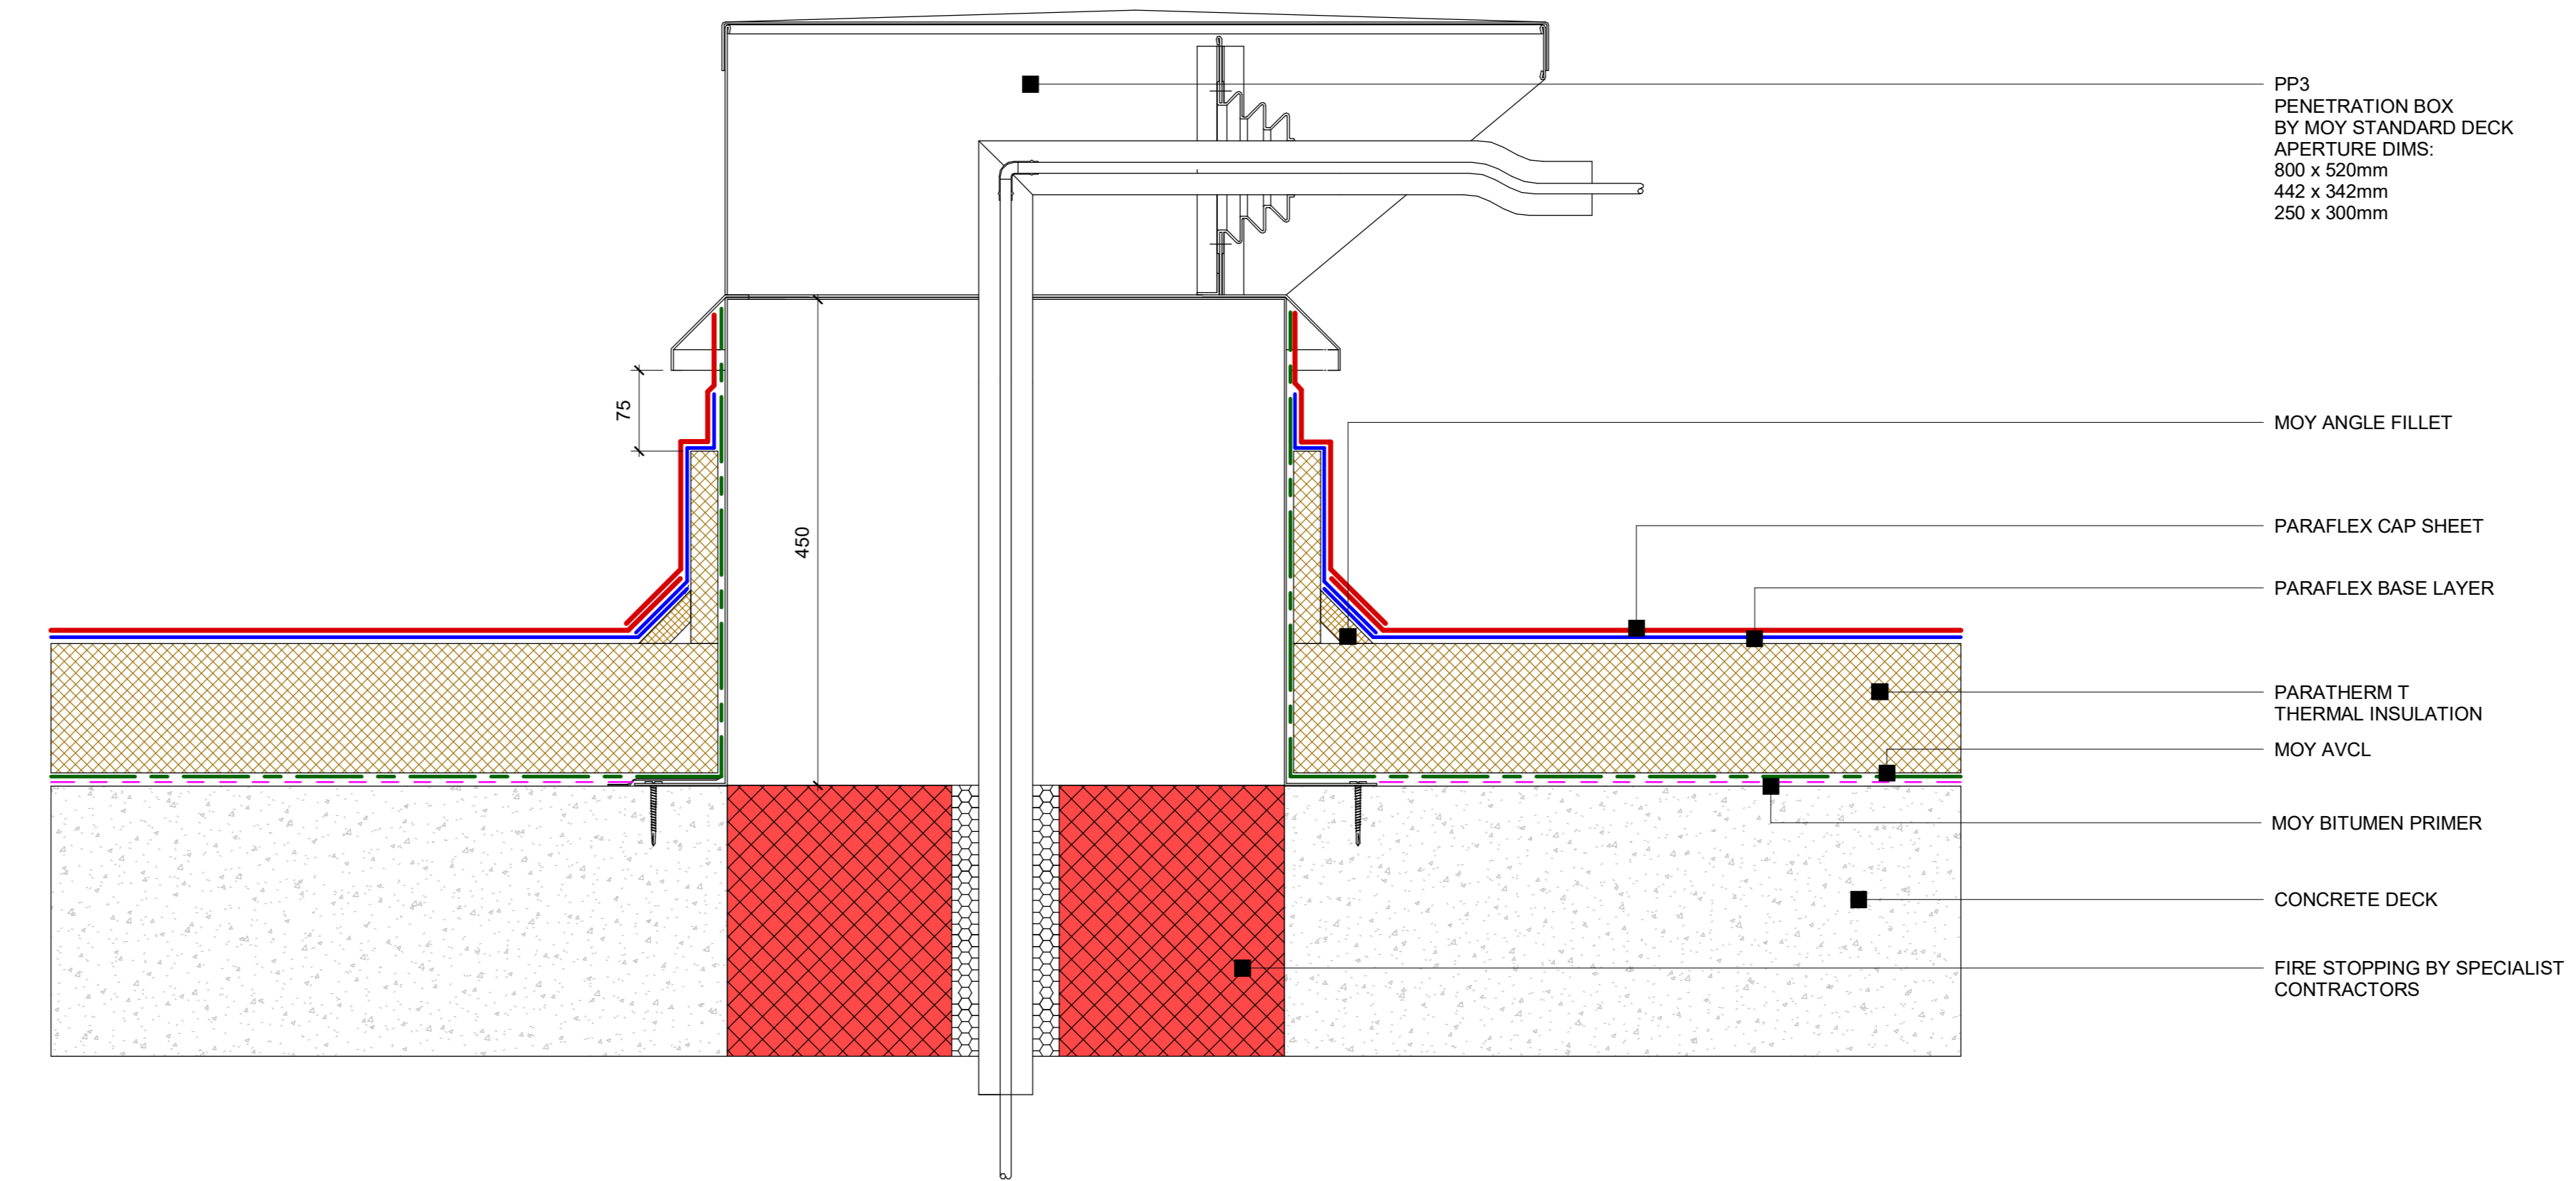 PP3
PENETRATION BOX
BY MOY STANDARD DECK
APERTURE DIMS:
800 x 520mm
442 x 342mm
250 x 300mm
75
MOY ANGLE FILLET
450
PARAFLEX CAP SHEET
PARAFLEX BASE LAYER
PARATHERM T
THERMAL INSULATION
MOY AVCL
MOY BITUMEN PRIMER
CONCRETE DECK
FIRE STOPPING BY SPECIALIST
CONTRACTORS